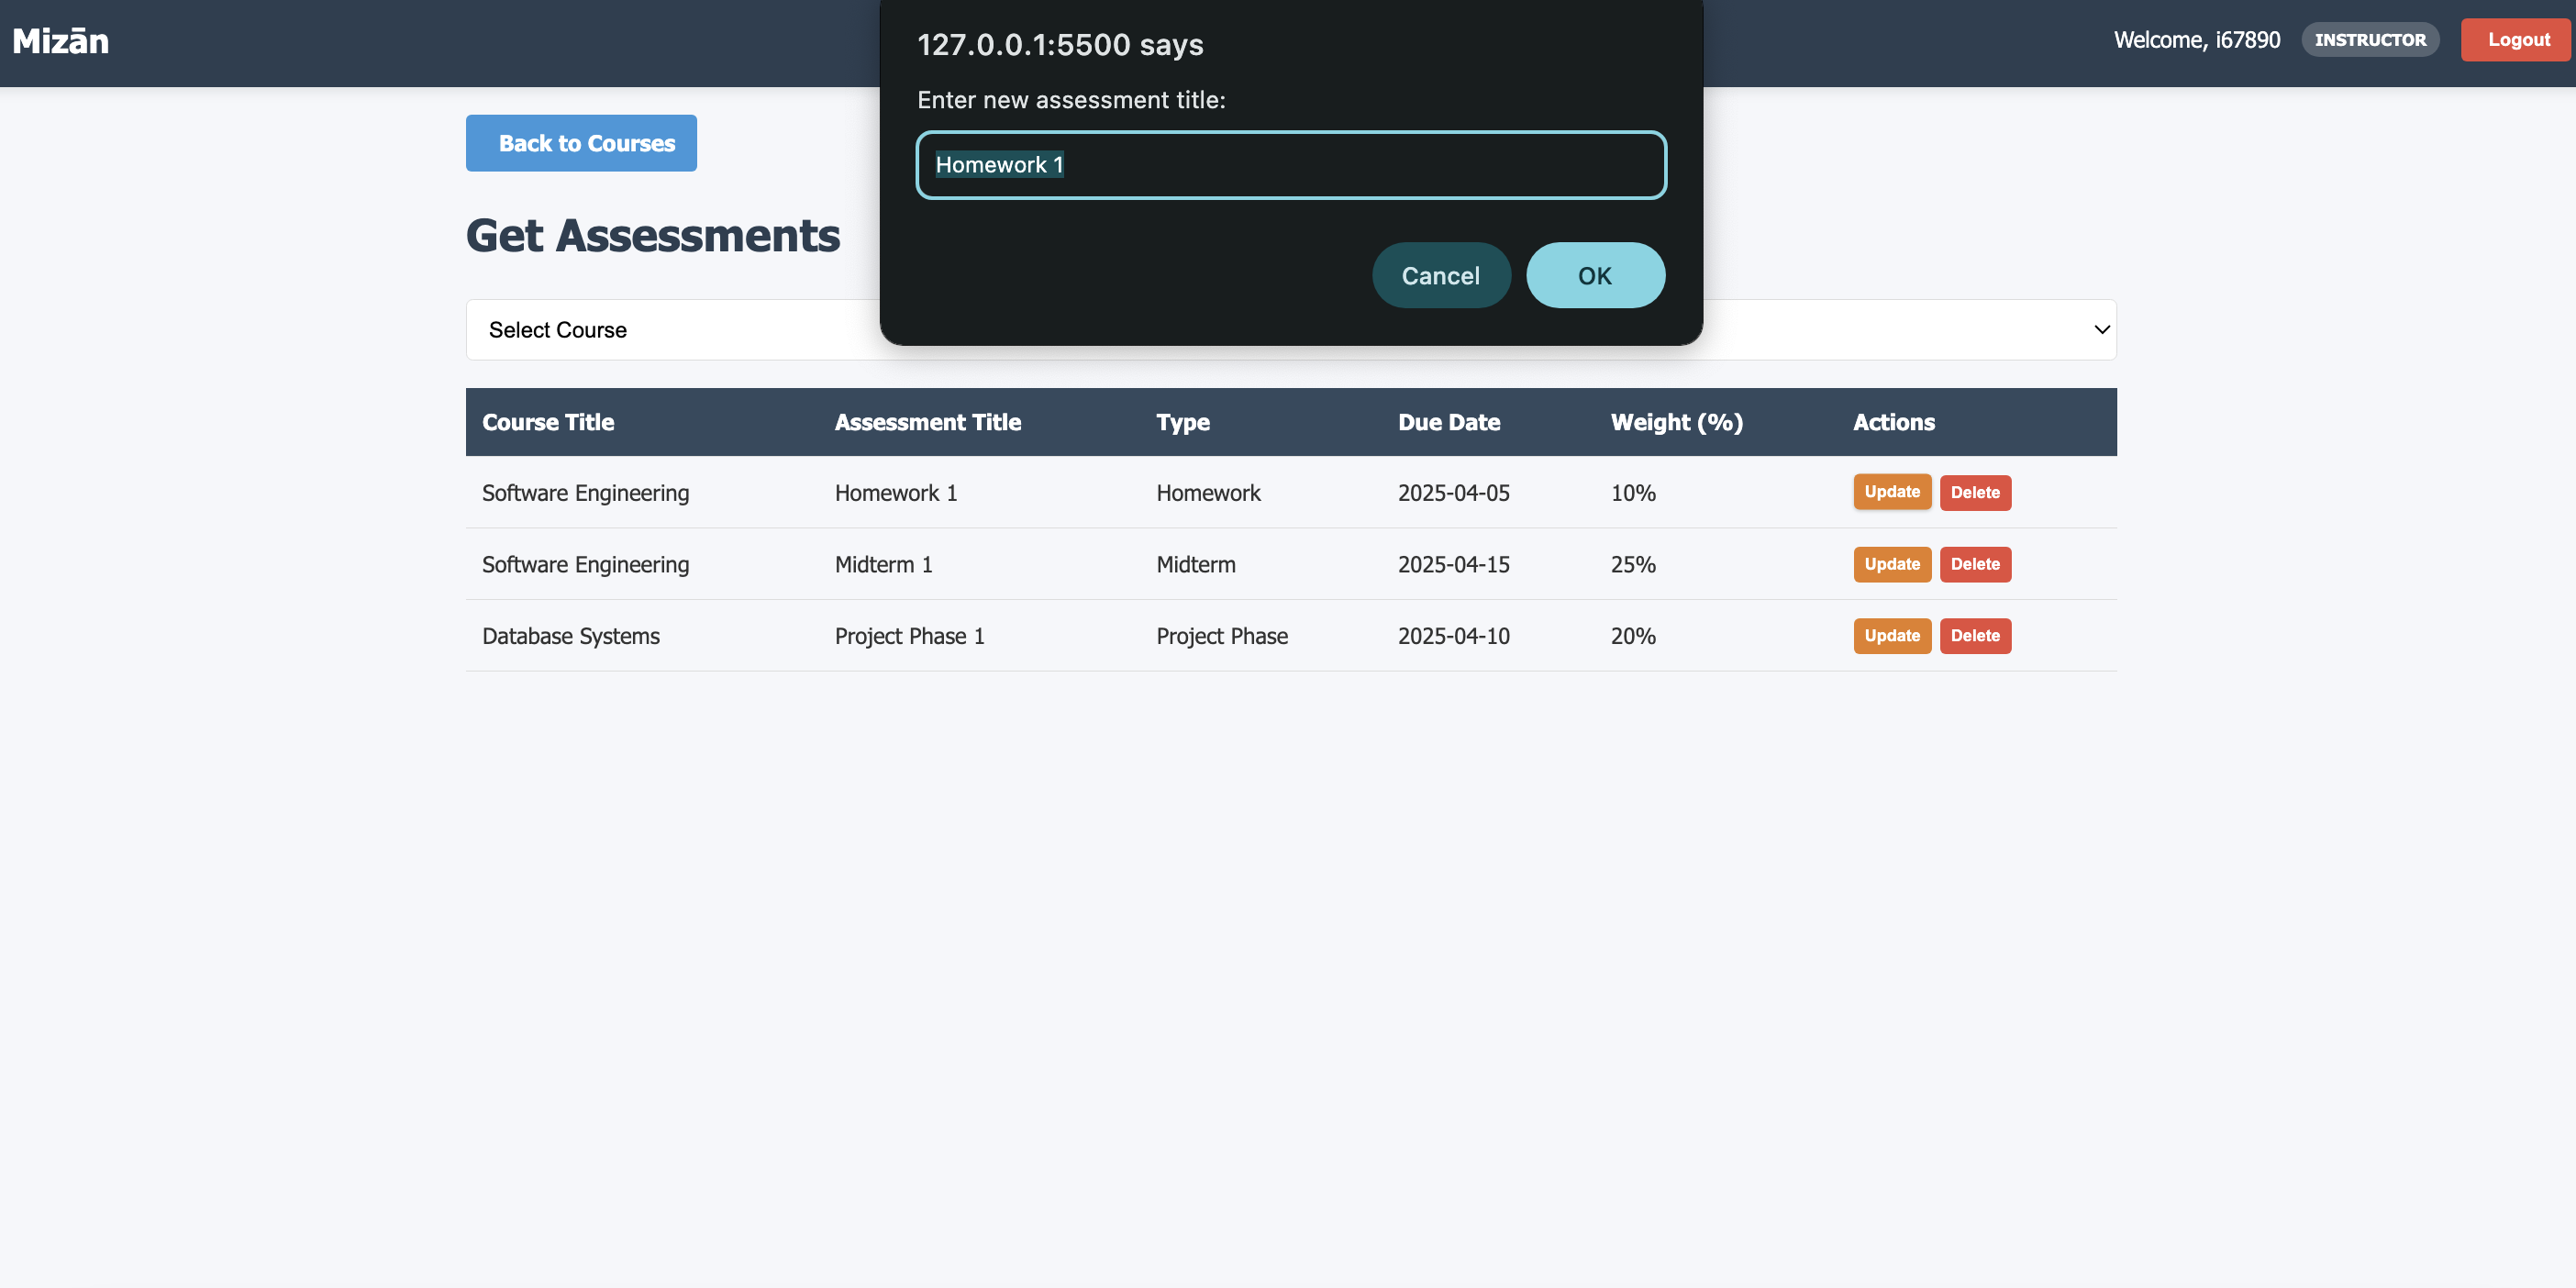 Mizān
Welcome, i67890 INSTRUCTOR Logout
127.0.0.1:5500 says
Enter new assessment title:
Homework 1
Cancel OK
Back to Courses
Get Assessments
Select Course
Course Title Assessment Title Type Due Date Weight (%) Actions
Software Engineering Homework 1 Homework 2025-04-05 10% Update Delete
Software Engineering Midterm 1 Midterm 2025-04-15 25% Update Delete
Database Systems Project Phase 1 Project Phase 2025-04-10 20% Update Delete